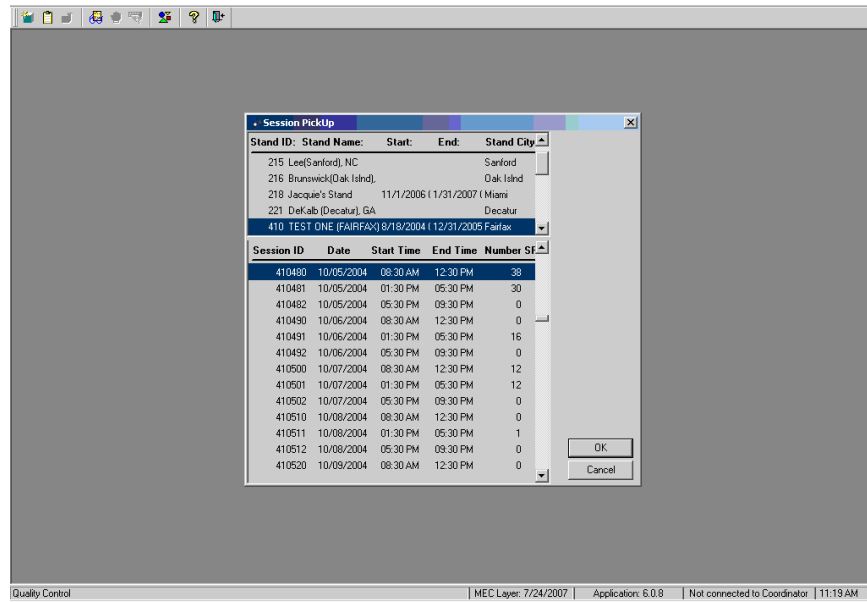 Session PickUp
Stand ID: Stand Name: Start: End: Stand City
215 Lee(Sanford), NC Sanford
216 Brunswick(Oak Islnd), Oak Islnd
218 Jacquie's Stand 11/1/2006 ( 1/31/2007 ( Miami
221 DeKalb (Decatur), GA Decatur
410 TEST ONE (FAIRFAX) 8/18/2004 ( 12/31/2005 Fairfax
Session ID Date Start Time End Time Number SP
410480 10/05/2004 08:30 AM 12:30 PM 38
410481 10/05/2004 01:30 PM 05:30 PM 30
410482 10/05/2004 05:30 PM 09:30 PM 0
410490 10/06/2004 08:30 AM 12:30 PM 0
410491 10/06/2004 01:30 PM 05:30 PM 16
410492 10/06/2004 05:30 PM 09:30 PM 0
410500 10/07/2004 08:30 AM 12:30 PM 12
410501 10/07/2004 01:30 PM 05:30 PM 12
410502 10/07/2004 05:30 PM 09:30 PM 0
410510 10/08/2004 08:30 AM 12:30 PM 0
410511 10/08/2004 01:30 PM 05:30 PM 1
410512 10/08/2004 05:30 PM 09:30 PM 0
410520 10/09/2004 08:30 AM 12:30 PM 0
OK
Cancel
Quality Control MEC Layer: 7/24/2007 Application: 6.0.8 Not connected to Coordinator 11:19 AM